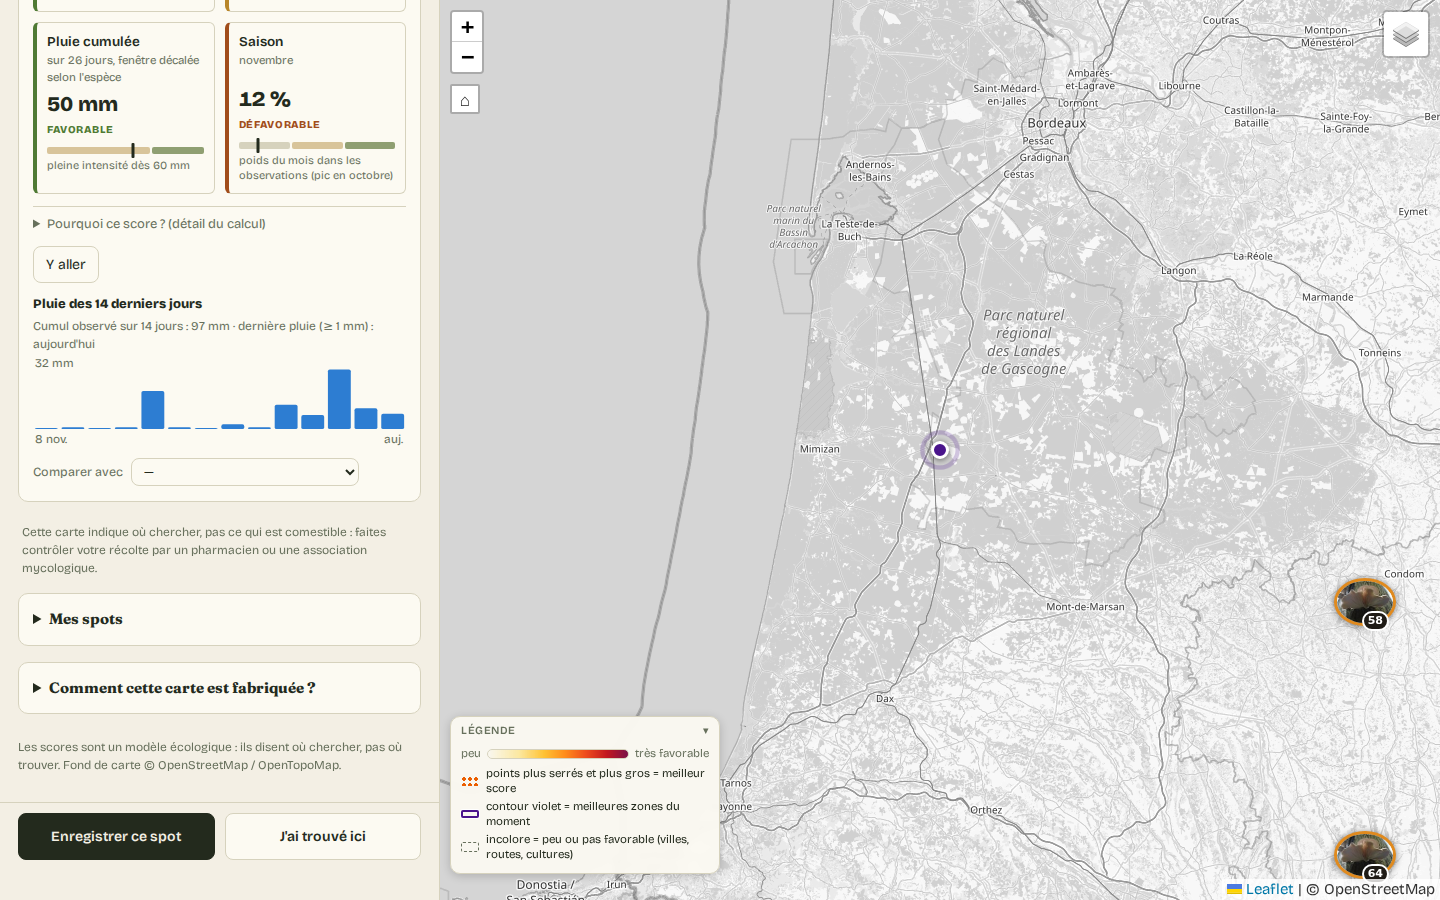 Pluie cumulée
sur 26 jours, fenêtre décalée
selon l'espèce
50 mm
FAVORABLE
pleine intensité dès 60 mm
Saison
novembre
12 %
DÉFAVORABLE
poids du mois dans les
observations (pic en octobre)
▶ Pourquoi ce score ? (détail du calcul)
Y aller
Pluie des 14 derniers jours
Cumul observé sur 14 jours : 97 mm · dernière pluie (≥ 1 mm) :
aujourd'hui
32 mm
8 nov.
auj.
Comparer avec
—
Cette carte indique où chercher, pas ce qui est comestible : faites
contrôler votre récolte par un pharmacien ou une association
mycologique.
▶ Mes spots
▶ Comment cette carte est fabriquée ?
Les scores sont un modèle écologique : ils disent où chercher, pas où
trouver. Fond de carte © OpenStreetMap / OpenTopoMap.
Enregistrer ce spot
J'ai trouvé ici
+
−
⌂
Coutras
Montpon-
Ménestérol
Ambarès-
et-Lagrave
Libourne
Saint-Médard-
en-Jalles
Lormont
Castillon-la-
Bataille
Sainte-Foy-
la-Grande
Bordeaux
Pessac
Gradignan
Cestas
Andernos-
les-Bains
Parc naturel
marin du
Bassin
d'Arcachon
La Teste-de-
Buch
Eymet
La Réole
Langon
Marmande
Parc naturel
régional
des Landes
de Gascogne
Tonneins
Mimizan
Condom
58
Mont-de-Marsan
Dax
LÉGENDE
▾
peu
très favorable
points plus serrés et plus gros = meilleur
score
contour violet = meilleures zones du
moment
incolore = peu ou pas favorable (villes,
routes, cultures)
Tarnos
ayonne
Orthez
64
Donostia /
San Sebastián
Irun
Leaflet | © OpenStreetMap